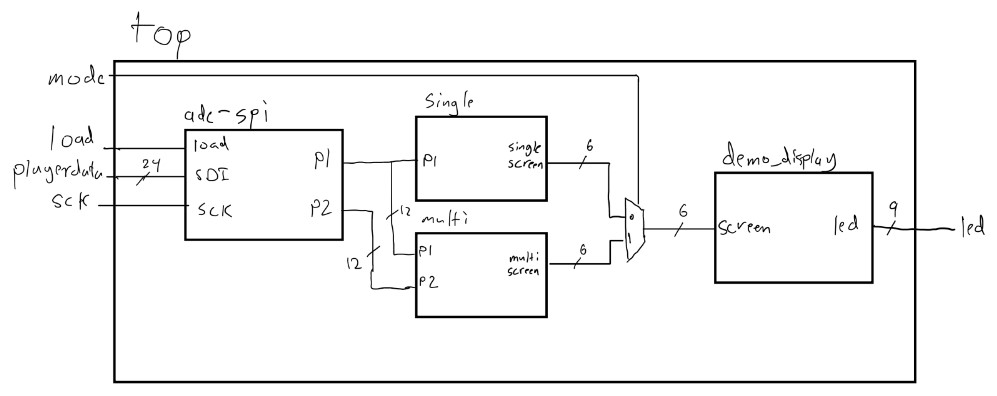 top
mode
adc-spi
single
load
load
P1
P1
single
screen
6
playerdata
24
SDI
sck
SCK
P2
12
multi
12
P1
P2
multi
screen
6
0
1
6
demo_display
screen
led
9
led